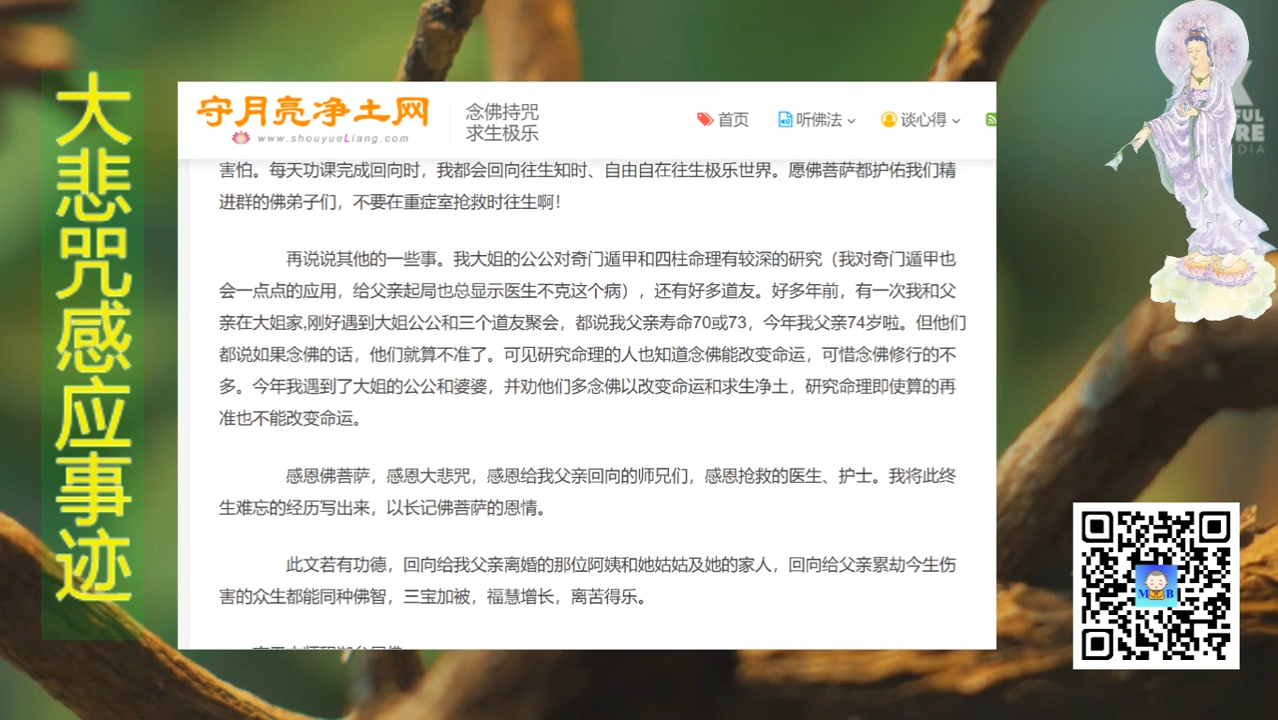 大悲咒感应事迹
守月亮净土网
www.shouyueLiang.com
念佛持咒
求生极乐
首页
听佛法
谈心得
害怕。每天功课完成回向时，我都会回向往生知时、自由自在往生极乐世界。愿佛菩萨都护佑我们精
进群的佛弟子们，不要在重症室抢救时往生啊！
再说说其他的一些事。我大姐的公公对奇门遁甲和四柱命理有较深的研究（我对奇门遁甲也
会一点点的应用，给父亲起局也总显示医生不克这个病），还有好多道友。好多年前，有一次我和父
亲在大姐家,刚好遇到大姐公公和三个道友聚会，都说我父亲寿命70或73，今年我父亲74岁啦。但他们
都说如果念佛的话，他们就算不准了。可见研究命理的人也知道念佛能改变命运，可惜念佛修行的不
多。今年我遇到了大姐的公公和婆婆，并劝他们多念佛以改变命运和求生净土，研究命理即使算的再
准也不能改变命运。
感恩佛菩萨，感恩大悲咒，感恩给我父亲回向的师兄们，感恩抢救的医生、护士。我将此终
生难忘的经历写出来，以长记佛菩萨的恩情。
此文若有功德，回向给我父亲离婚的那位阿姨和她姑姑及她的家人，回向给父亲累劫今生伤
害的众生都能同种佛智，三宝加被，福慧增长，离苦得乐。
M B